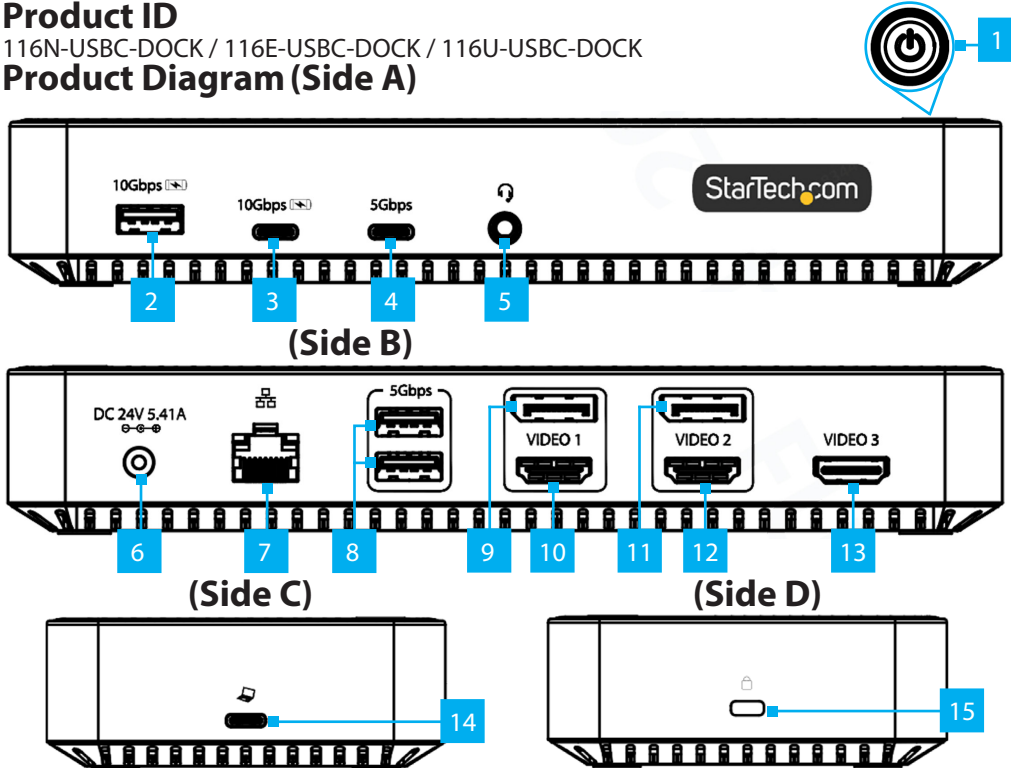 Product ID
116N-USBC-DOCK / 116E-USBC-DOCK / 116U-USBC-DOCK
Product Diagram (Side A)
1
10Gbps
10Gbps
5Gbps
StarTech.com
2
3
4
5
(Side B)
DC 24V 5.41A
5Gbps
VIDEO 1
VIDEO 2
VIDEO 3
6
7
8
9
10
11
12
13
(Side C)
(Side D)
14
15